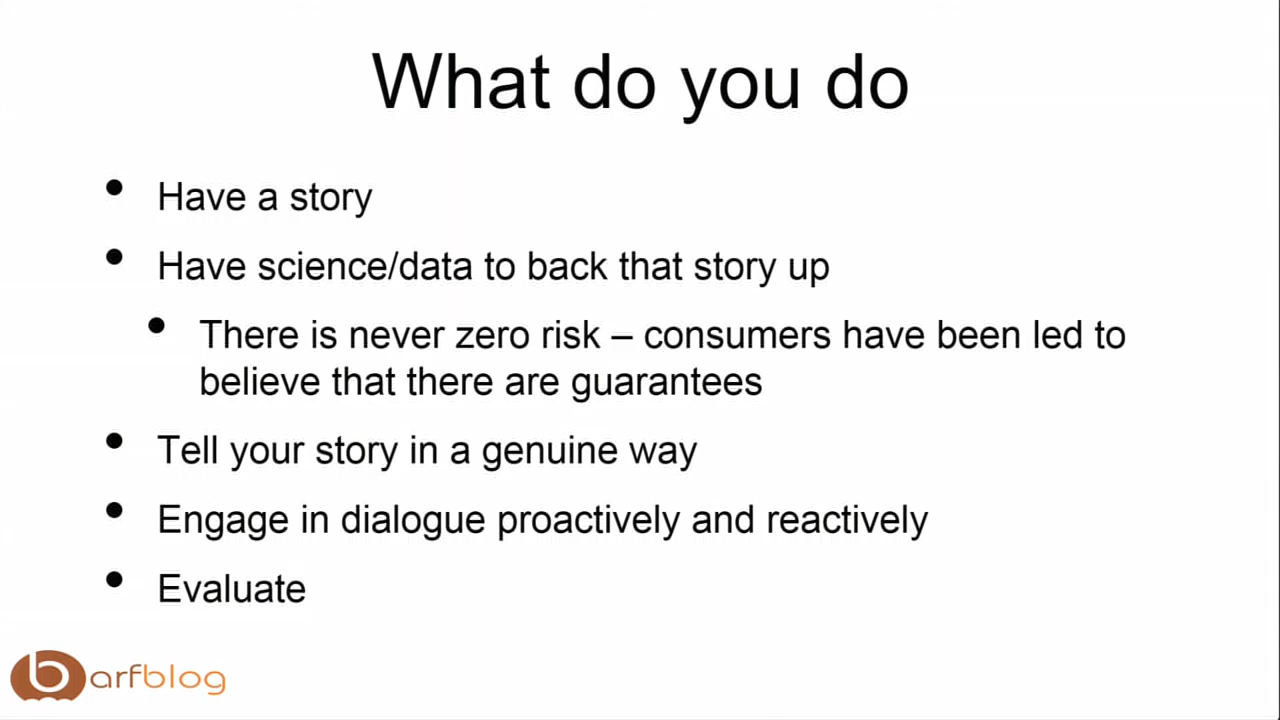 What do you do
• Have a story
• Have science/data to back that story up
• There is never zero risk – consumers have been led to
believe that there are guarantees
• Tell your story in a genuine way
• Engage in dialogue proactively and reactively
• Evaluate
barfblog